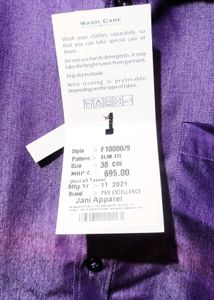 WASH CARE
Wash your clothes separately so
that you can take special care of
them.
Do not use harsh detergents. It may
take the bright tones from garment.
Drip dry in shade.
Mild ironing is preferable
depending on the type of fabric.
Style : F10000/9
Pattern : SLIM FIT
Size : 38 CM
MRP : 695.00
(Inc of all Taxes)
Mfg. Yr : 11 2021
Brand : PAR EXCELLENCE
Jani Apparel